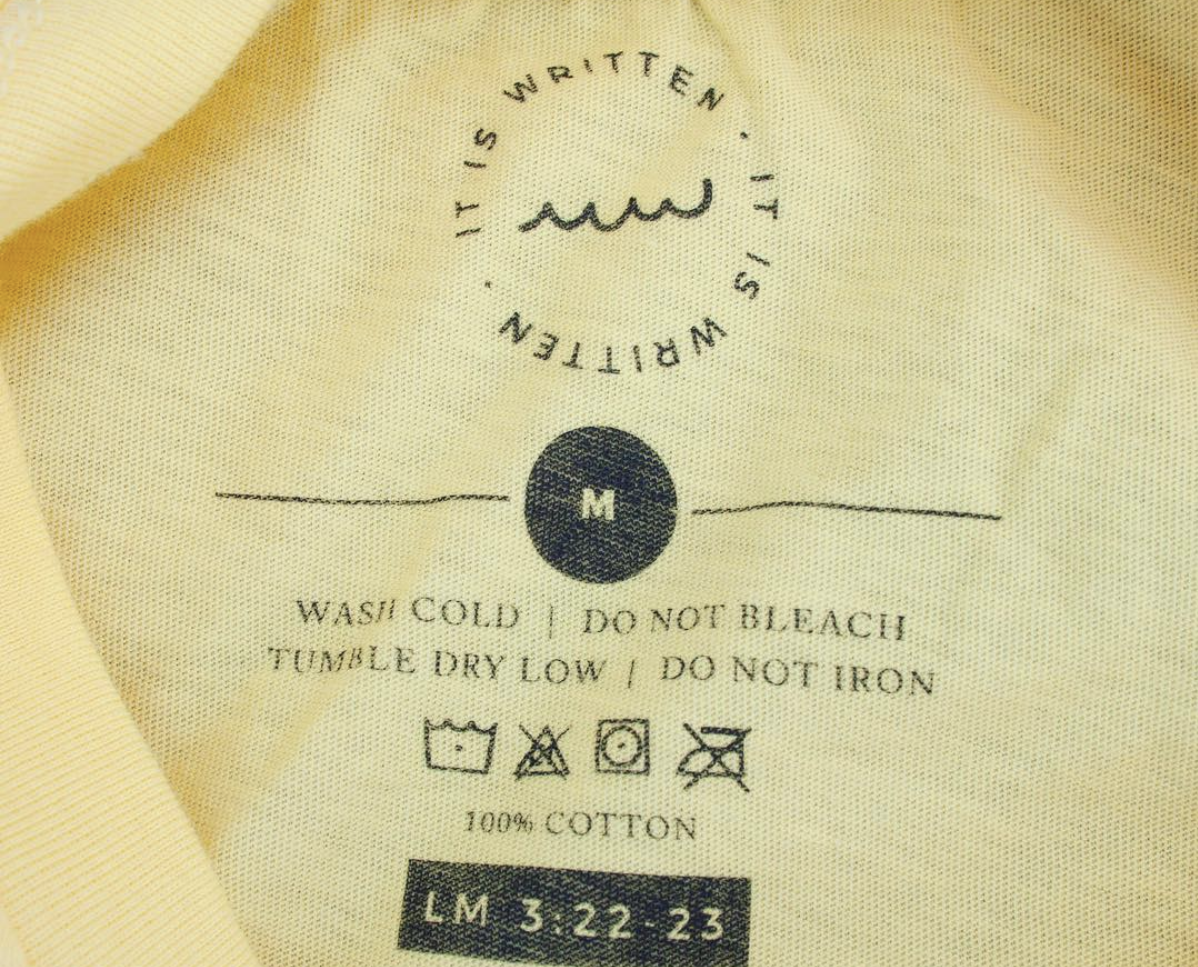 IT IS WRITTEN · IT IS WRITTEN ·
M
WASH COLD | DO NOT BLEACH
TUMBLE DRY LOW | DO NOT IRON
100% COTTON
LM 3:22-23